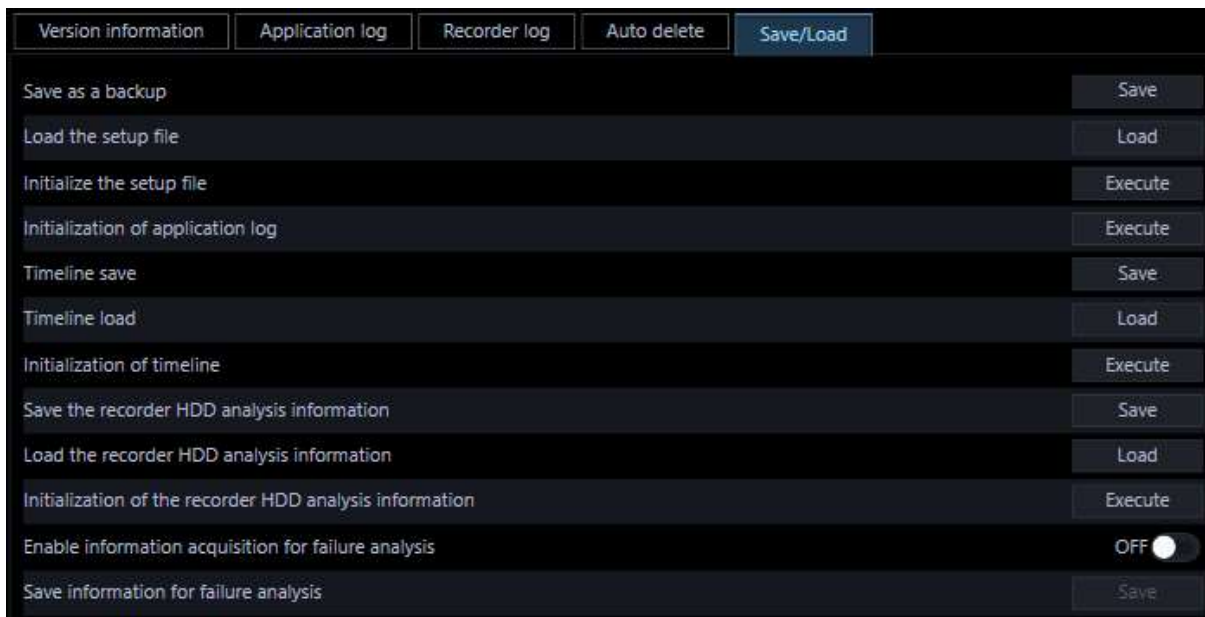 Version information Application log Recorder log Auto delete Save/Load
Save as a backup Save
Load the setup file Load
Initialize the setup file Execute
Initialization of application log Execute
Timeline save Save
Timeline load Load
Initialization of timeline Execute
Save the recorder HDD analysis information Save
Load the recorder HDD analysis information Load
Initialization of the recorder HDD analysis information Execute
Enable information acquisition for failure analysis OFF
Save information for failure analysis Save